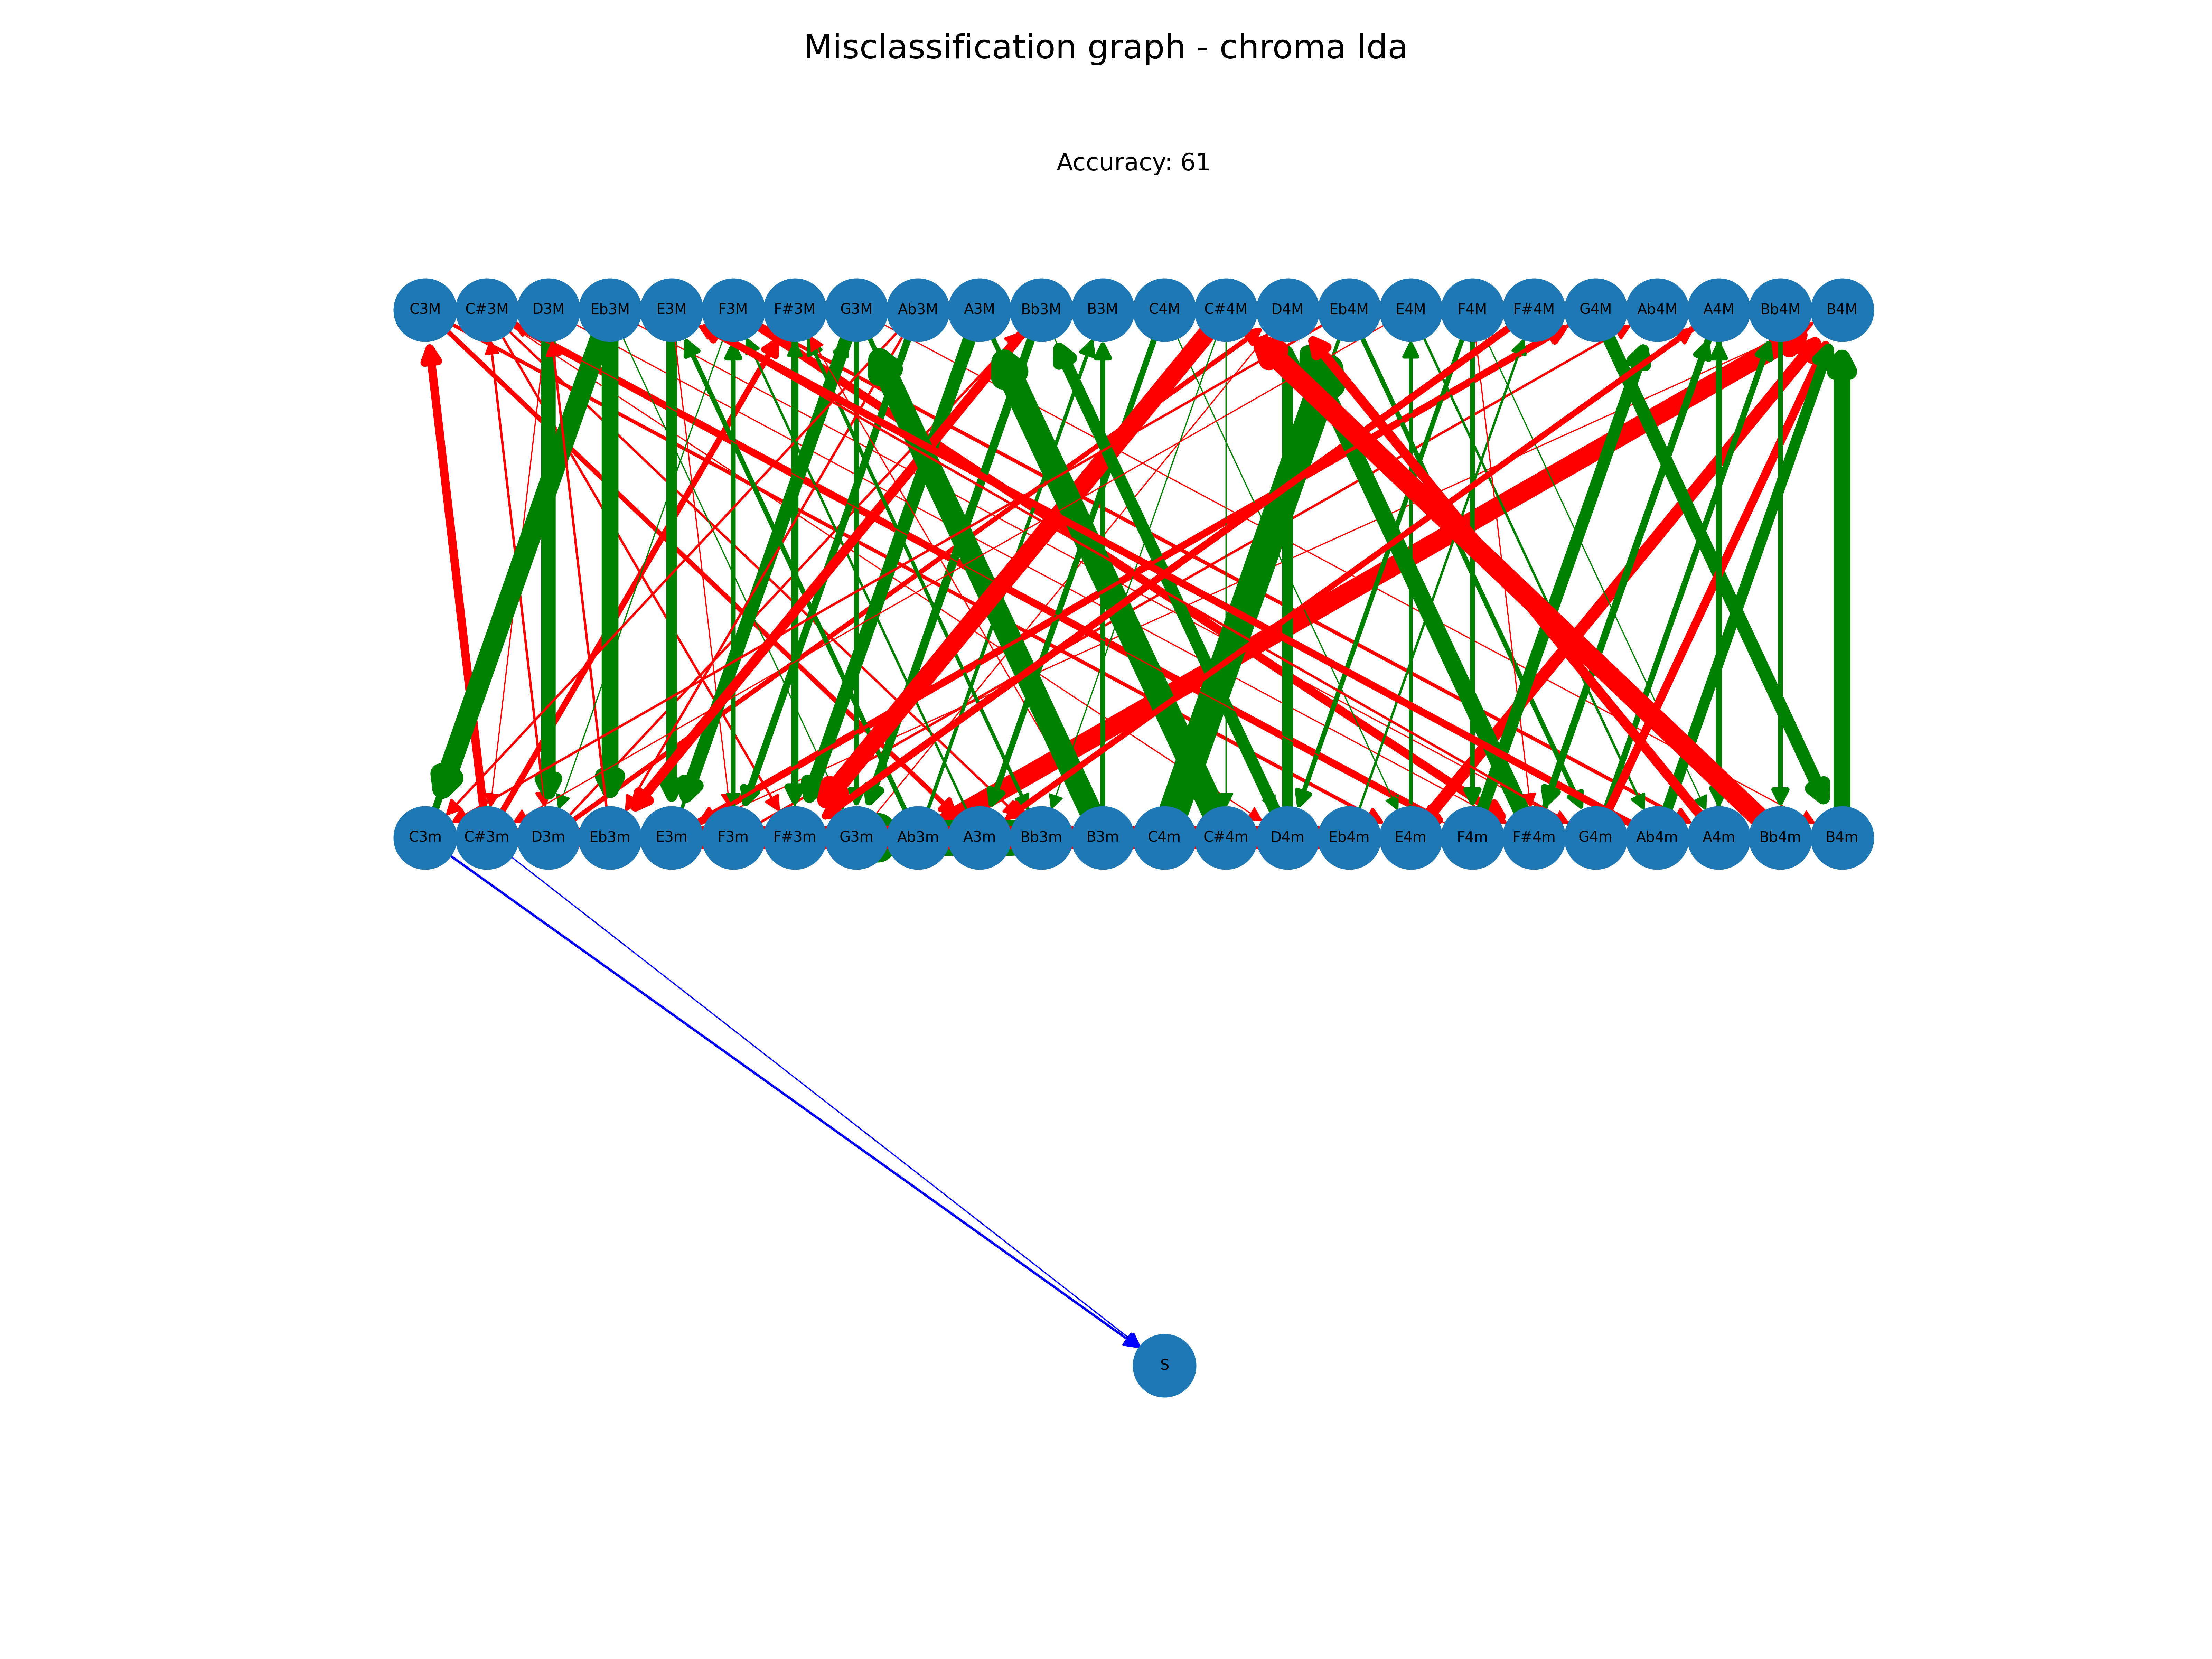 Misclassification graph - chroma lda
Accuracy: 61
C3M C#3M D3M Eb3M E3M F3M F#3M G3M Ab3M A3M Bb3M B3M C4M C#4M D4M Eb4M E4M F4M F#4M G4M Ab4M A4M Bb4M B4M
C3m C#3m D3m Eb3m E3m F3m F#3m G3m Ab3m A3m Bb3m B3m C4m C#4m D4m Eb4m E4m F4m F#4m G4m Ab4m A4m Bb4m B4m
S